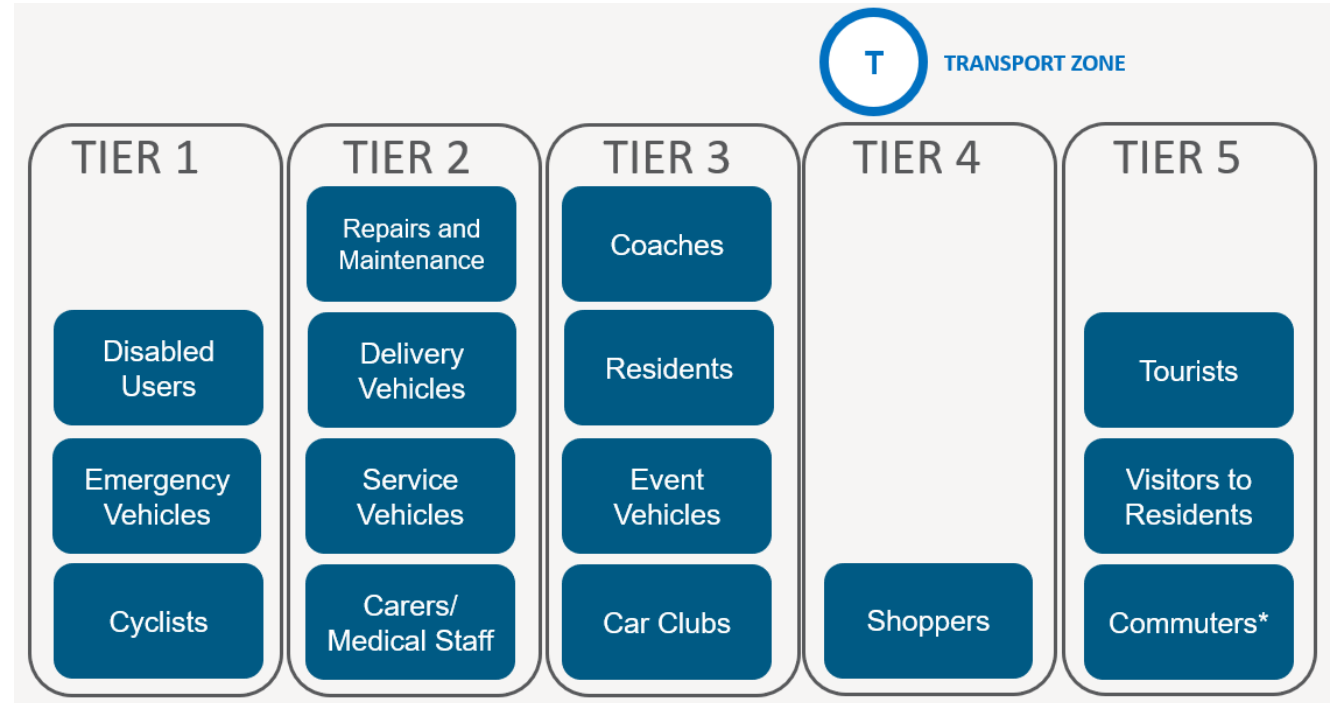 T
TRANSPORT ZONE
TIER 1
Disabled
Users
Emergency
Vehicles
Cyclists
TIER 2
Repairs and
Maintenance
Delivery
Vehicles
Service
Vehicles
Carers/
Medical Staff
TIER 3
Coaches
Residents
Event
Vehicles
Car Clubs
TIER 4
Shoppers
TIER 5
Tourists
Visitors to
Residents
Commuters*